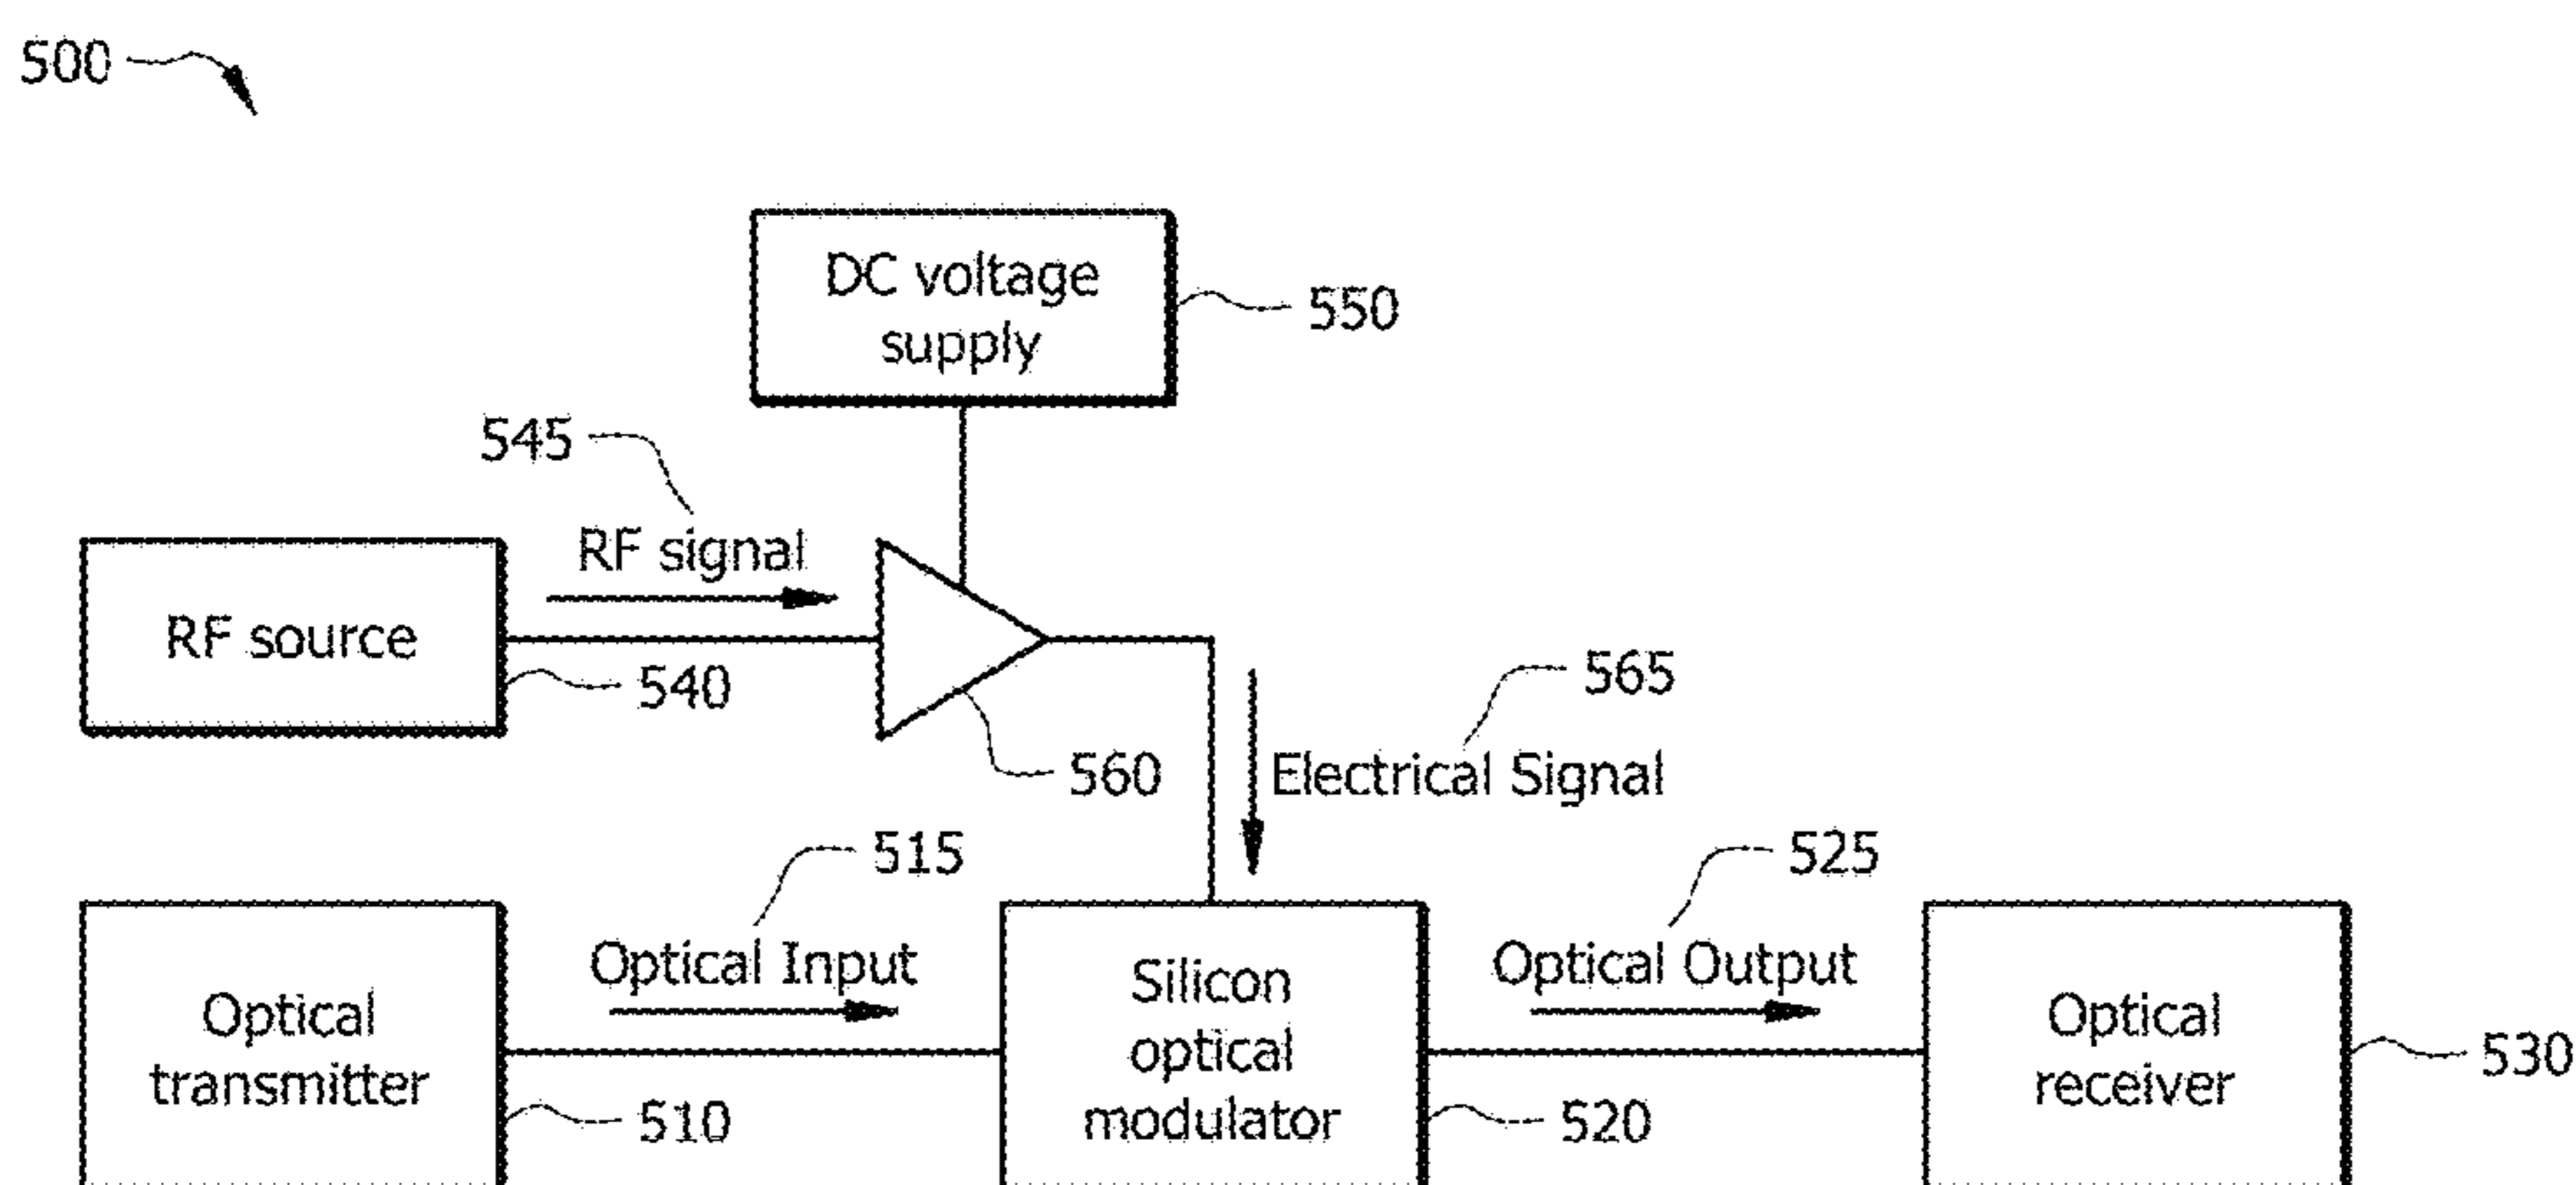 500
DC voltage
supply
550
545
RF signal
RF source
540
560
565
Electrical Signal
515
525
Optical Input
Optical Output
Optical
transmitter
510
Silicon
optical
modulator
520
Optical
receiver
530